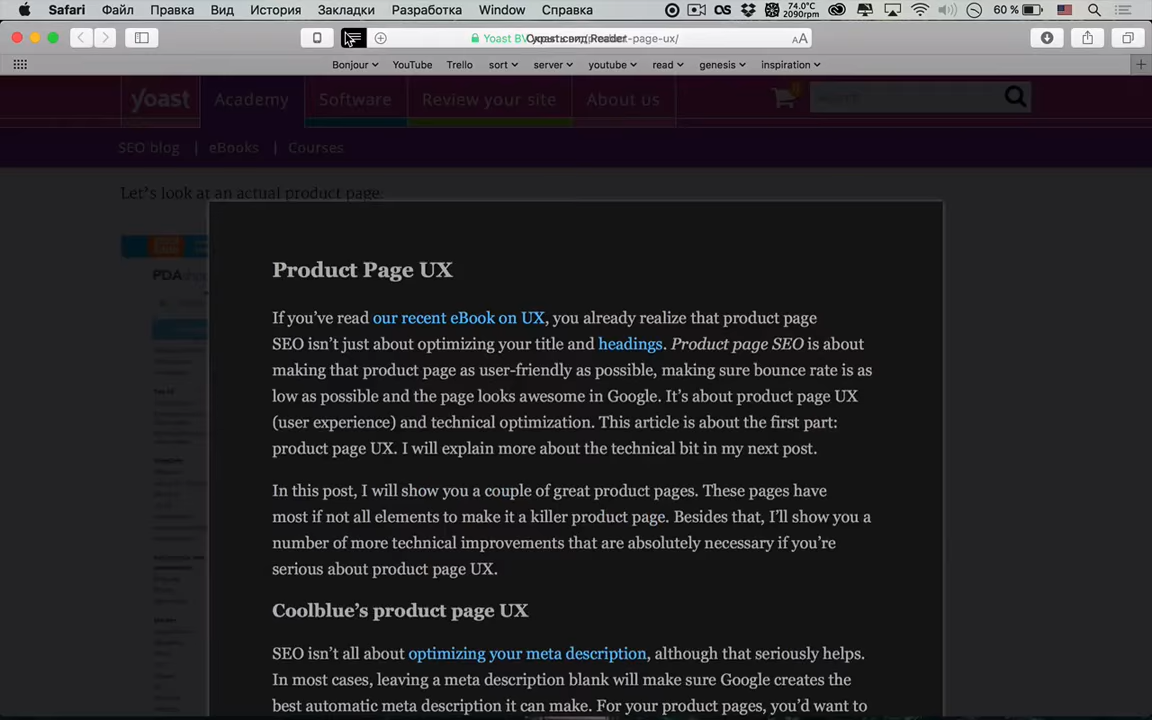 Safari Файл Правка Вид История Закладки Разработка Window Справка
74.0°C
2090rpm
60 %
AA
Bonjour YouTube Trello sort server youtube read genesis inspiration
yoast Academy Software Review your site About us
SEO blog | eBooks | Courses
Let's look at an actual product page:
Product Page UX
If you've read our recent eBook on UX, you already realize that product page
SEO isn't just about optimizing your title and headings. Product page SEO is about
making that product page as user-friendly as possible, making sure bounce rate is as
low as possible and the page looks awesome in Google. It's about product page UX
(user experience) and technical optimization. This article is about the first part:
product page UX. I will explain more about the technical bit in my next post.
In this post, I will show you a couple of great product pages. These pages have
most if not all elements to make it a killer product page. Besides that, I'll show you a
number of more technical improvements that are absolutely necessary if you're
serious about product page UX.
Coolblue's product page UX
SEO isn't all about optimizing your meta description, although that seriously helps.
In most cases, leaving a meta description blank will make sure Google creates the
best automatic meta description it can make. For your product pages, you'd want to